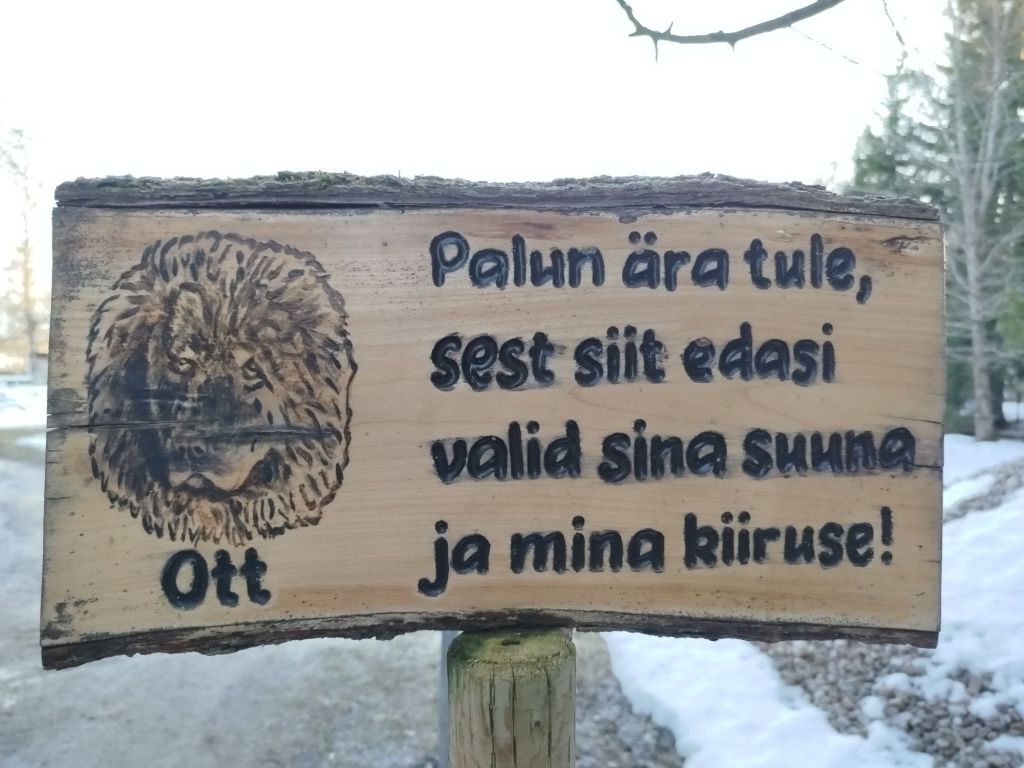 Palun ära tule,
sest siit edasi
valid sina suuna
ja mina kiiruse!
Ott